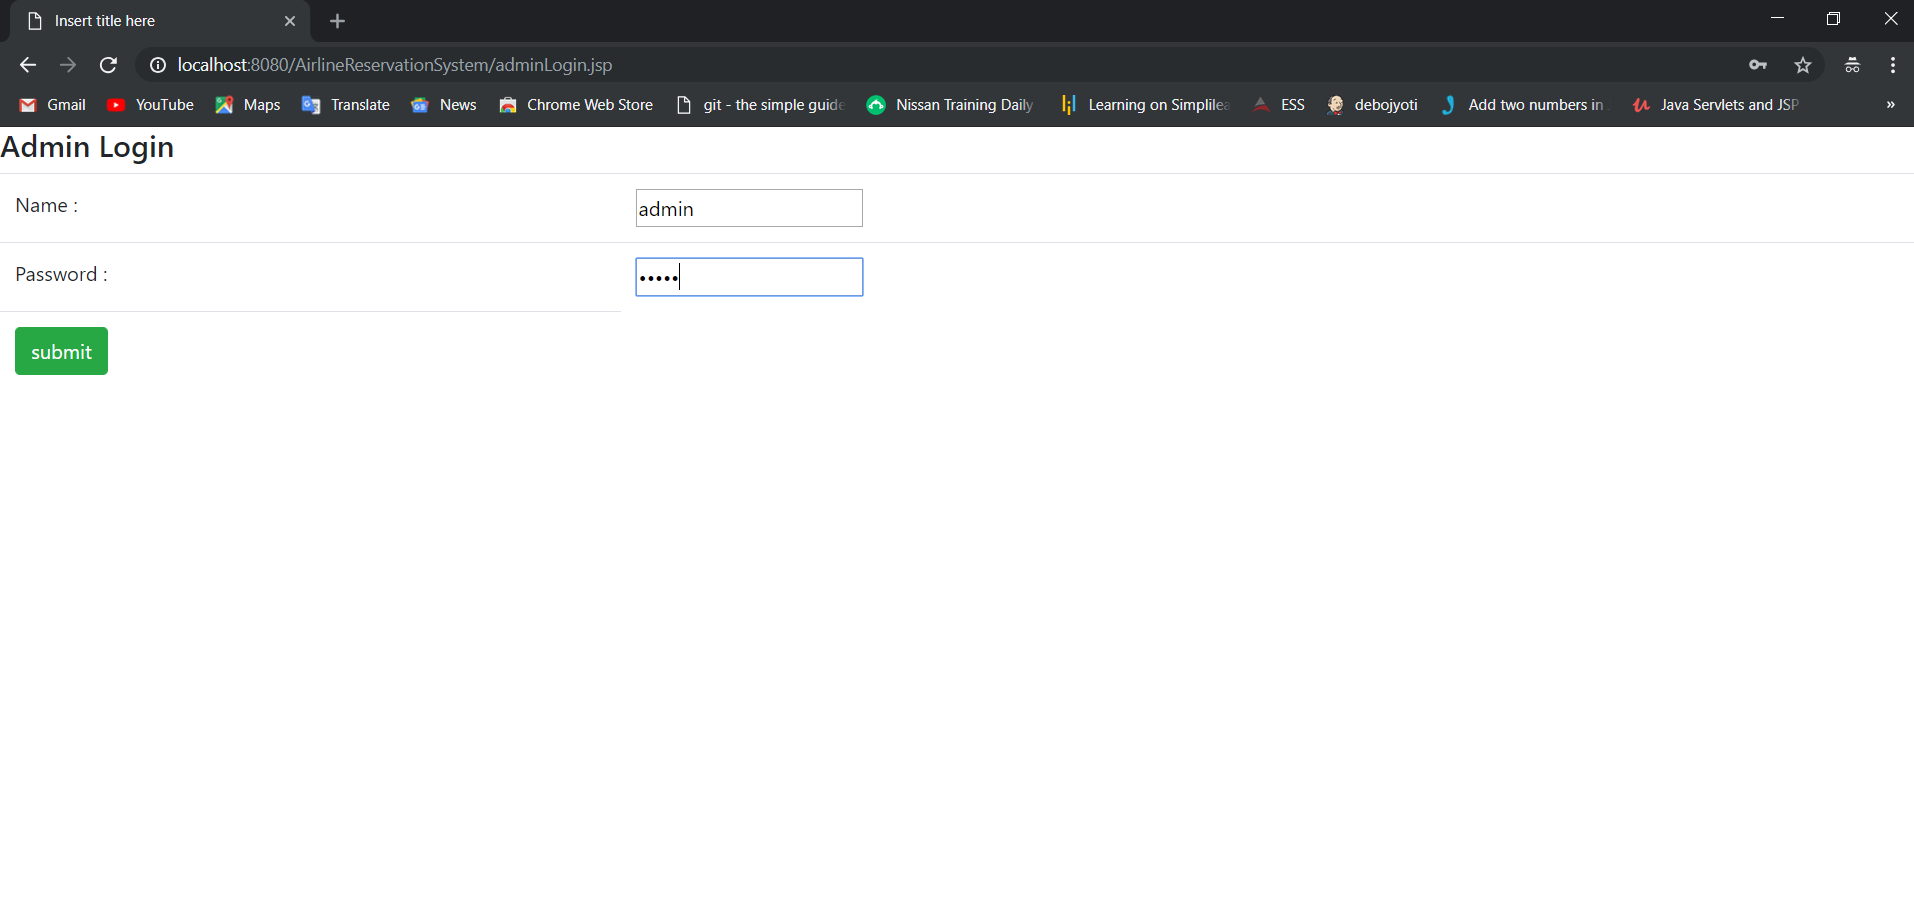 Insert title here
localhost:8080/AirlineReservationSystem/adminLogin.jsp
Gmail YouTube Maps Translate News Chrome Web Store git - the simple guide Nissan Training Daily Learning on Simplilea ESS debojyoti Add two numbers in Java Servlets and JSP »
Admin Login
Name : admin
Password : •••••
submit